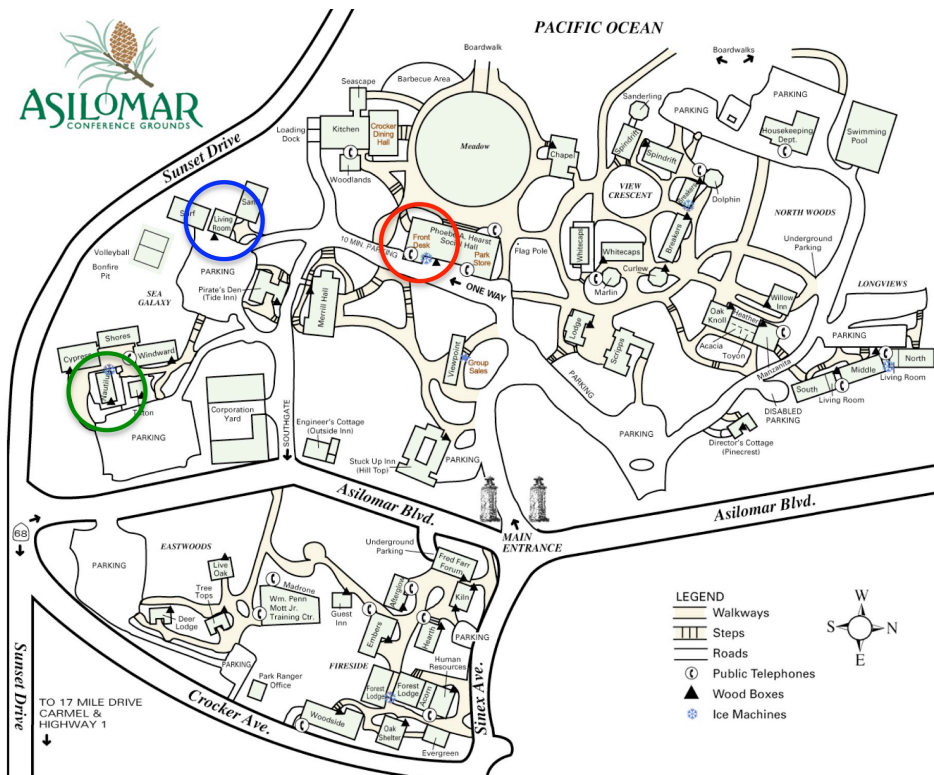 PACIFIC OCEAN
ASILOMAR
CONFERENCE GROUNDS
Boardwalk
Boardwalks
Seascape
Barbecue Area
Sanderling
PARKING
PARKING
Loading
Dock
Kitchen
Crocker
Dining
Hall
Meadow
Chapel
Spindrift
Spindrift
Housekeeping
Dept.
Swimming
Pool
Sunset Drive
Woodlands
VIEW
CRESCENT
Dolphin
NORTH WOODS
Surf
Living
Room
Front
Desk
Phoebe A. Hearst
Social Hall
Park
Store
10 MIN. PARKING
Flag Pole
Whitecaps
Whitecaps
Breakers
Underground
Parking
Volleyball
Bonfire
Pit
PARKING
ONE WAY
Curlew
Marlin
SEA
GALAXY
Pirate's Den
(Tide Inn)
Merrill Hall
Willow
Inn
LONGVIEWS
Oak
Knoll
Heather
Shores
Cypress
Windward
Lodge
Scripps
Acacia
Toyon
Manzanita
PARKING
North
Middle
South
Living Room
Living Room
Nautilus
Triton
Viewpoint
Group
Sales
PARKING
Corporation
Yard
PARKING
SOUTHGATE
Engineer's Cottage
(Outside Inn)
Stuck Up Inn
(Hill Top)
PARKING
PARKING
DISABLED
PARKING
Director's Cottage
(Pinecrest)
Asilomar Blvd.
Asilomar Blvd.
MAIN
ENTRANCE
68
EASTWOODS
Underground
Parking
Fred Farr
Forum
PARKING
Live
Oak
Tree
Tops
Madrone
Wm. Penn
Mott Jr.
Training Ctr.
Guest
Inn
Afterglow
Kiln
Deer
Lodge
Embers
Hearth
PARKING
Human
Resources
FIRESIDE
PARKING
Park Ranger
Office
Forest
Lodge
Forest
Lodge
Acorn
Sinex Ave.
Sunset Drive
Crocker Ave.
Woodside
Oak
Shelter
Evergreen
TO 17 MILE DRIVE
CARMEL &
HIGHWAY 1
LEGEND
Walkways
Steps
Roads
Public Telephones
Wood Boxes
Ice Machines
W
S
N
E